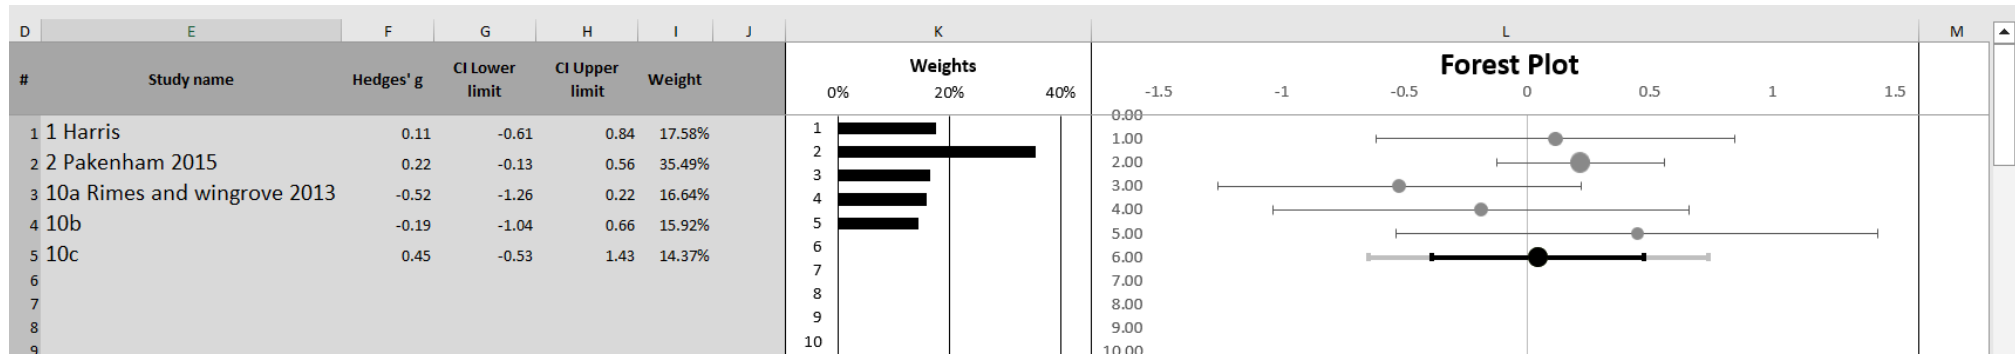 D E F G H I J K L M
# Study name Hedges' g CI Lower limit CI Upper limit Weight Weights Forest Plot
0% 20% 40% -1.5 -1 -0.5 0 0.5 1 1.5
0.00
1 1 Harris 0.11 -0.61 0.84 17.58% 1 1.00
2 2 Pakenham 2015 0.22 -0.13 0.56 35.49% 2 2.00
3 10a Rimes and wingrove 2013 -0.52 -1.26 0.22 16.64% 3 3.00
4 10b -0.19 -1.04 0.66 15.92% 4 4.00
5 10c 0.45 -0.53 1.43 14.37% 5 5.00
6 6 6.00
7 7 7.00
8 8 8.00
9 9 9.00
10 10.00